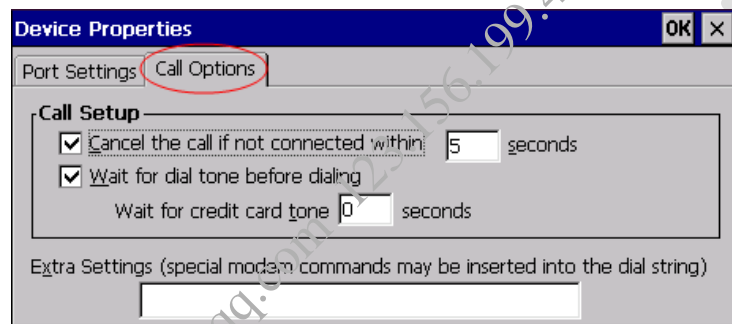 Device Properties OK ×
Port Settings Call Options
Call Setup
Cancel the call if not connected within 5 seconds
Wait for dial tone before dialing
Wait for credit card tone 0 seconds
Extra Settings (special modem commands may be inserted into the dial string)